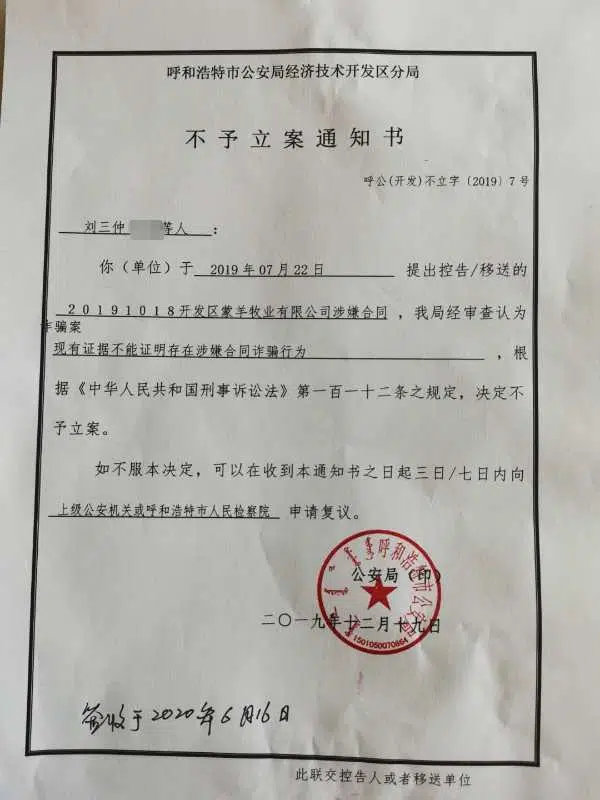 呼和浩特市公安局经济技术开发区分局
不予立案通知书
呼公(开发)不立字〔2019〕7号
刘三仲 等人 :
你(单位)于 2019年07月22日 提出控告/移送的
20191018开发区蒙羊牧业有限公司涉嫌合同 ,我局经审查认为
诈骗案
现有证据不能证明存在涉嫌合同诈骗行为 ,根
据《中华人民共和国刑事诉讼法》第一百一十二条之规定,决定不
予立案。
如不服本决定,可以在收到本通知书之日起三日/七日内向
上级公安机关或呼和浩特市人民检察院 申请复议。
呼和浩特市公安局
公安局(印)
二〇一九年十二月十九日
1501050070854
签收于2020年6月16日
此联交控告人或者移送单位